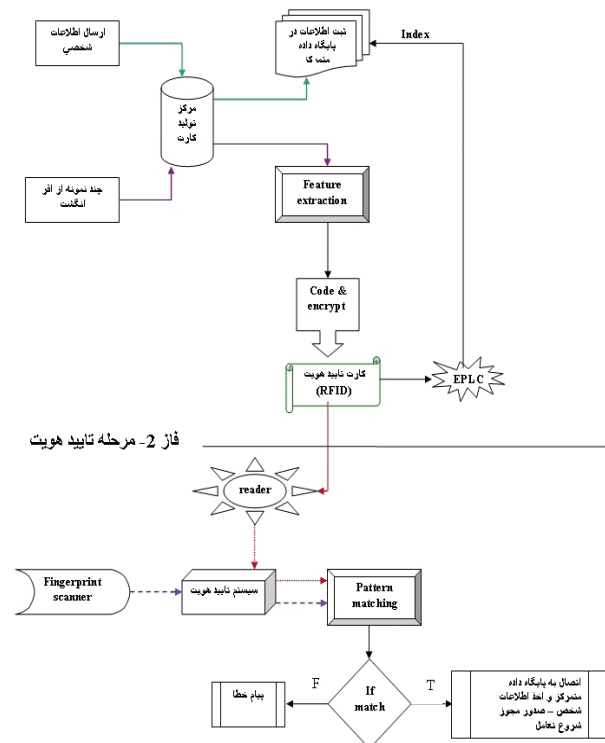 ارسال اطلاعات
شخصي
ثبت اطلاعات در
پایگاه داده
متمرکز
Index
مرکز
تولید
کارت
چند نمونه از اثر
انگشت
Feature
extraction
Code &
encrypt
کارت تایید هویت
(RFID)
EPLC
فاز 2- مرحله تایید هویت
reader
Fingerprint
scanner
سیستم تایید هویت
Pattern
matching
پیام خطا
F
If
match
T
اتصال به پایگاه داده
متمرکز و اخذ اطلاعات
شخص – صدور مجوز
شروع تعامل